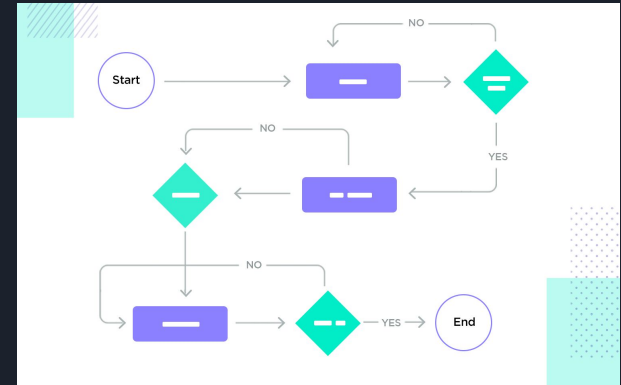 NO
Start
YES
NO
NO
YES
End